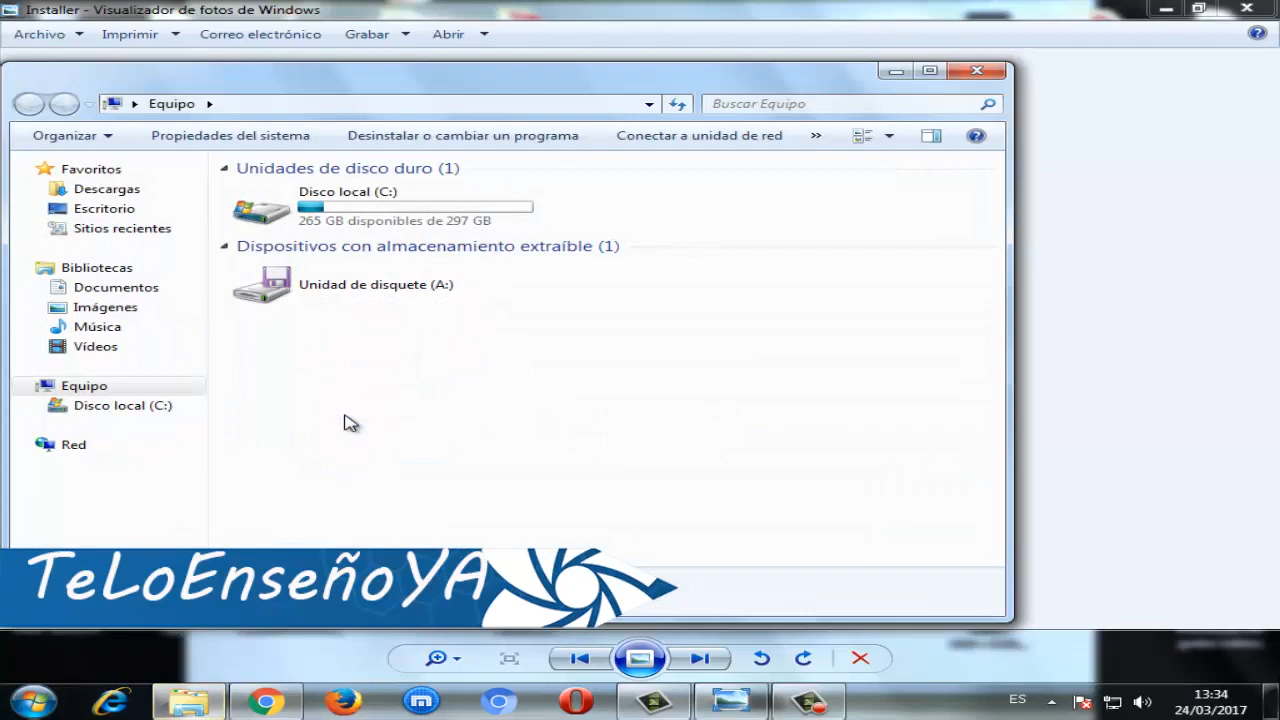 Installer - Visualizador de fotos de Windows
Archivo Imprimir Correo electrónico Grabar Abrir
Equipo
Buscar Equipo
Organizar Propiedades del sistema Desinstalar o cambiar un programa Conectar a unidad de red »
Favoritos
Descargas
Escritorio
Sitios recientes
Bibliotecas
Documentos
Imágenes
Música
Vídeos
Equipo
Disco local (C:)
Red
Unidades de disco duro (1)
Disco local (C:)
265 GB disponibles de 297 GB
Dispositivos con almacenamiento extraíble (1)
Unidad de disquete (A:)
TeLoEnseñoYA
ES
13:34
24/03/2017